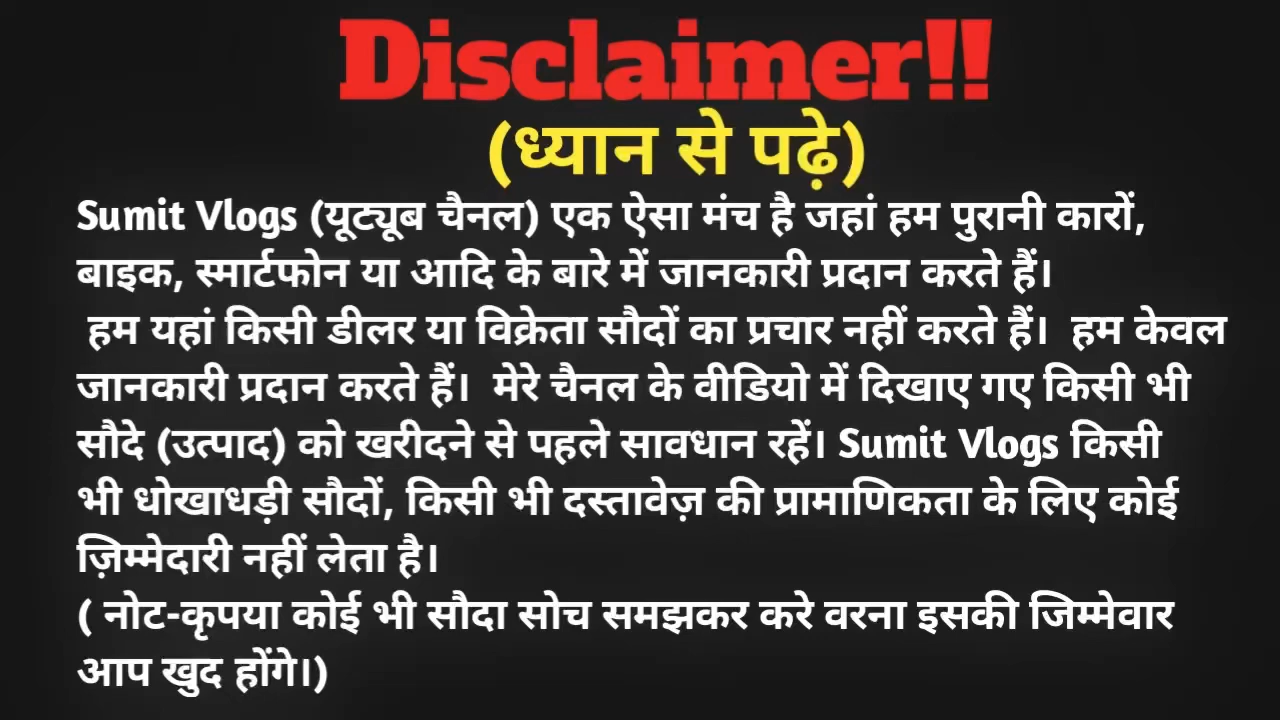 Disclaimer!!
(ध्यान से पढ़े)
Sumit Vlogs (यूट्यूब चैनल) एक ऐसा मंच है जहां हम पुरानी कारों,
बाइक, स्मार्टफोन या आदि के बारे में जानकारी प्रदान करते हैं।
हम यहां किसी डीलर या विक्रेता सौदों का प्रचार नहीं करते हैं।  हम केवल
जानकारी प्रदान करते हैं।  मेरे चैनल के वीडियो में दिखाए गए किसी भी
सौदे (उत्पाद) को खरीदने से पहले सावधान रहें। Sumit Vlogs किसी
भी धोखाधड़ी सौदों, किसी भी दस्तावेज़ की प्रामाणिकता के लिए कोई
ज़िम्मेदारी नहीं लेता है।
( नोट-कृपया कोई भी सौदा सोच समझकर करे वरना इसकी जिम्मेवार
आप खुद होंगे।)